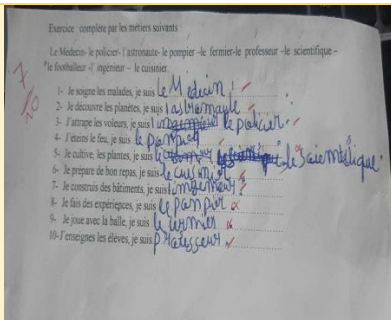 Exercice complète par les métiers suivants
Le Médecin- le policier- l'astronaute- le pompier -le fermier-le professeur -le scientifique -
le footballeur -l' ingénieur - le cuisinier
7
20
1- Je soigne les malades, je suis le Medecin
2- Je découvre les planètes, je suis l'astronaute
3- J'attrape les voleurs, je suis le policier
4- J'éteins le feu, je suis le pompier
5- Je cultive, les plantes, je suis le
6- Je prépare de bon repas, je suis le cuisinier
7- Je construis des bâtiments, je suis l'ingenieur
8- Je fais des expériences, je suis le pompier
9- Je joue avec la balle, je suis le fermier
10- J'enseignes les élèves, je suis professeur